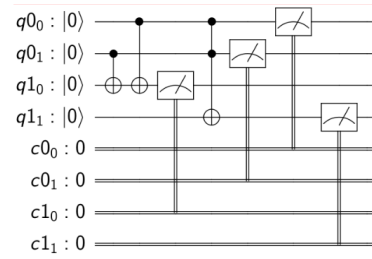 q0₀ : |0⟩
q0₁ : |0⟩
q1₀ : |0⟩
q1₁ : |0⟩
c0₀ : 0
c0₁ : 0
c1₀ : 0
c1₁ : 0